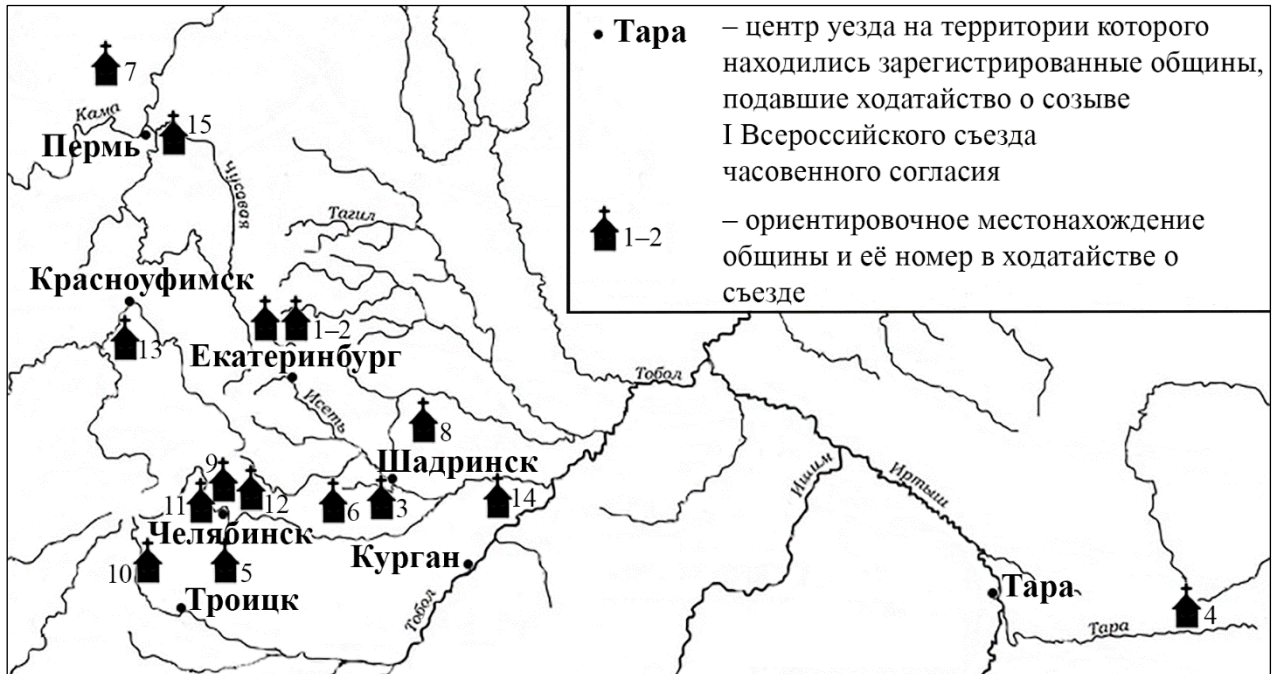 Тара
– центр уезда на территории которого
находились зарегистрированные общины,
подавшие ходатайство о созыве
I Всероссийского съезда
часовенного согласия
1–2
– ориентировочное местонахождение
общины и её номер в ходатайстве о
съезде
7
Кама
15
Пермь
Чусовая
Тагил
Красноуфимск
1–2
13
Екатеринбург
Тобол
Исеть
8
Шадринск
9
11
12
6
3
14
Ишим
Иртыш
Челябинск
10
5
Курган
Троицк
Тобол
Тара
4
Тара